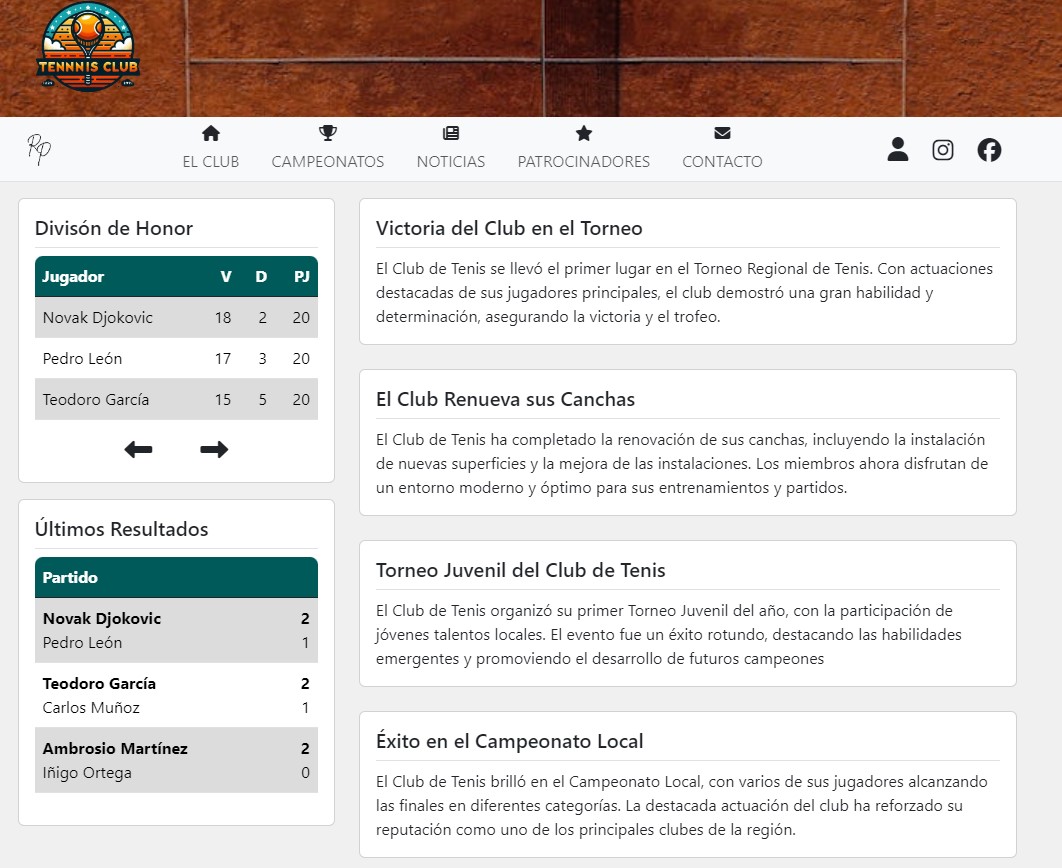 TENNNIS CLUB
RP
EL CLUB
CAMPEONATOS
NOTICIAS
PATROCINADORES
CONTACTO
Divisón de Honor
Jugador V D PJ
Novak Djokovic 18 2 20
Pedro León 17 3 20
Teodoro García 15 5 20
Últimos Resultados
Partido
Novak Djokovic 2
Pedro León 1
Teodoro García 2
Carlos Muñoz 1
Ambrosio Martínez 2
Iñigo Ortega 0
Victoria del Club en el Torneo
El Club de Tenis se llevó el primer lugar en el Torneo Regional de Tenis. Con actuaciones
destacadas de sus jugadores principales, el club demostró una gran habilidad y
determinación, asegurando la victoria y el trofeo.
El Club Renueva sus Canchas
El Club de Tenis ha completado la renovación de sus canchas, incluyendo la instalación
de nuevas superficies y la mejora de las instalaciones. Los miembros ahora disfrutan de
un entorno moderno y óptimo para sus entrenamientos y partidos.
Torneo Juvenil del Club de Tenis
El Club de Tenis organizó su primer Torneo Juvenil del año, con la participación de
jóvenes talentos locales. El evento fue un éxito rotundo, destacando las habilidades
emergentes y promoviendo el desarrollo de futuros campeones
Éxito en el Campeonato Local
El Club de Tenis brilló en el Campeonato Local, con varios de sus jugadores alcanzando
las finales en diferentes categorías. La destacada actuación del club ha reforzado su
reputación como uno de los principales clubes de la región.